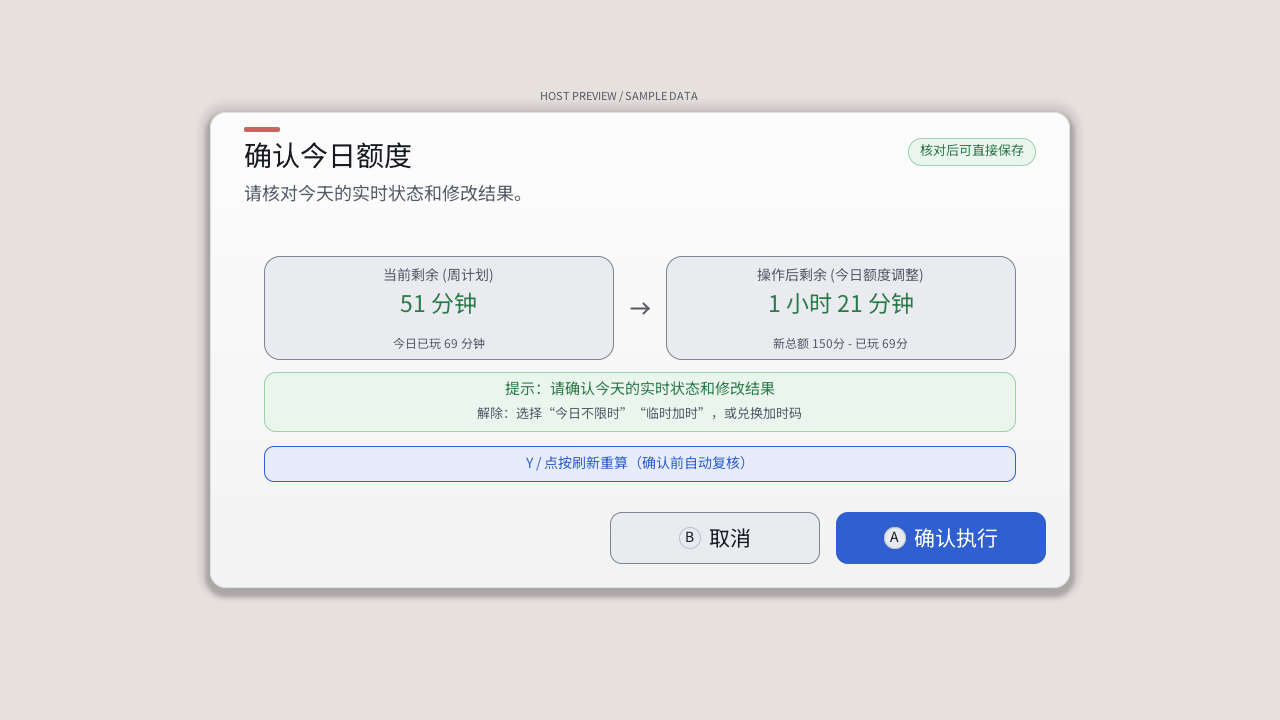 HOST PREVIEW / SAMPLE DATA
确认今日额度
核对后可直接保存
请核对今天的实时状态和修改结果。
当前剩余 (周计划)
51 分钟
今日已玩 69 分钟
→
操作后剩余 (今日额度调整)
1 小时 21 分钟
新总额 150分 - 已玩 69分
提示：请确认今天的实时状态和修改结果
解除：选择“今日不限时”“临时加时”，或兑换加时码
Y / 点按刷新重算（确认前自动复核）
B 取消
A 确认执行